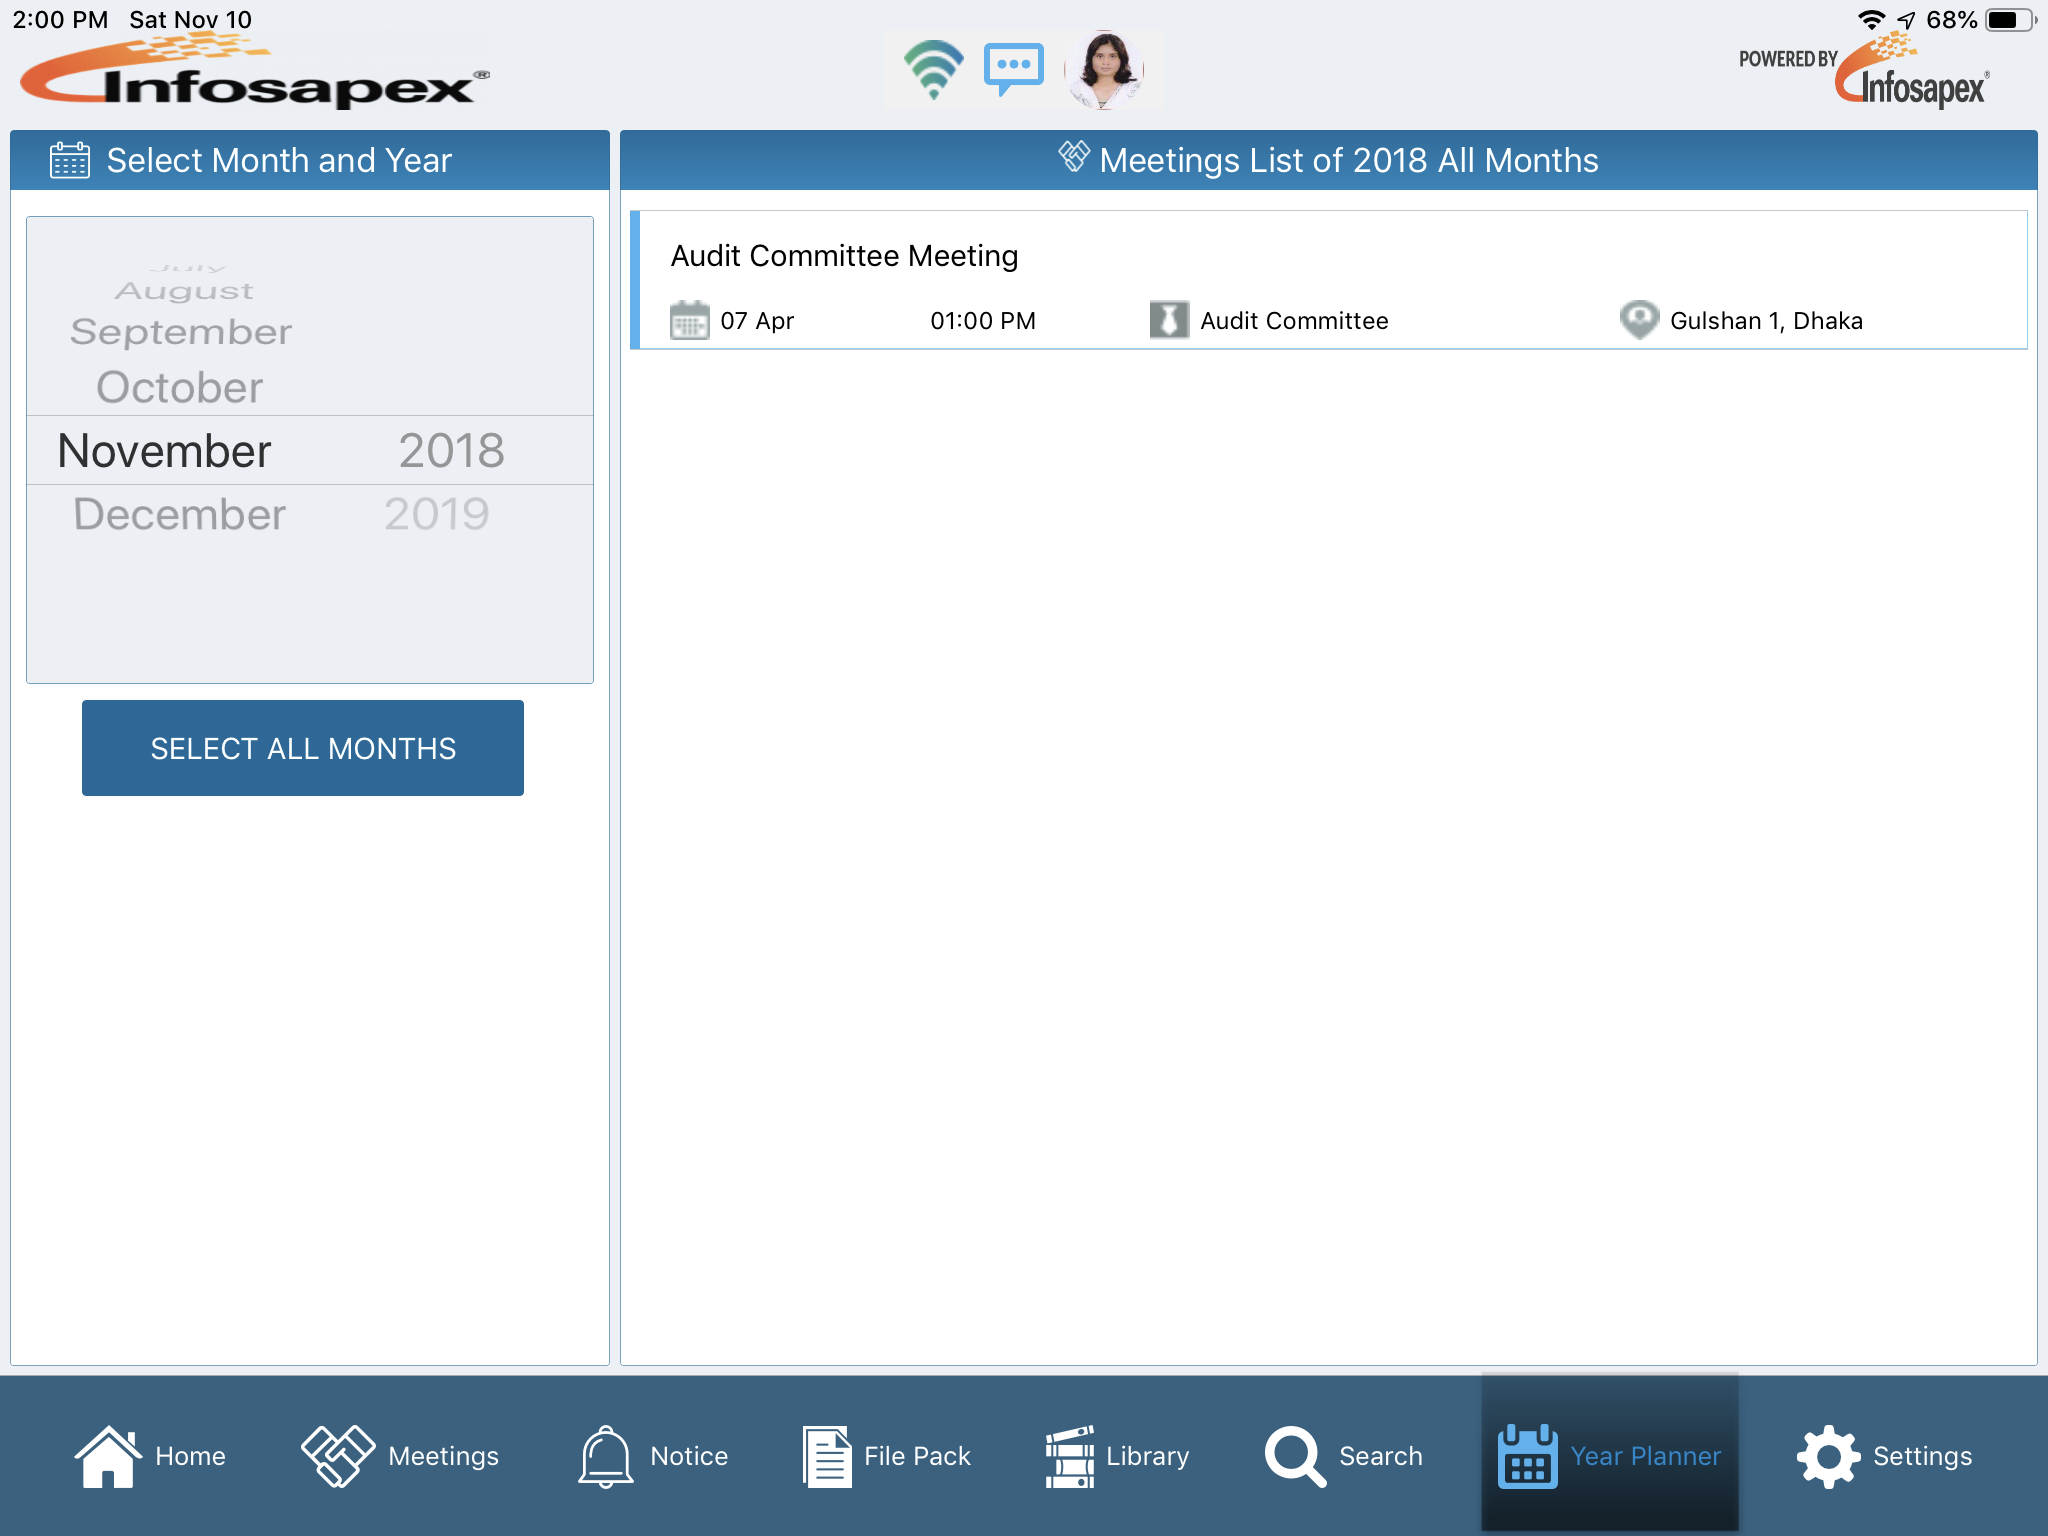 2:00 PM Sat Nov 10
68%
Infosapex®
POWERED BY
Infosapex®
Select Month and Year
Meetings List of 2018 All Months
July
August
September
October
November 2018
December 2019
SELECT ALL MONTHS
Audit Committee Meeting
07 Apr 01:00 PM Audit Committee Gulshan 1, Dhaka
Home Meetings Notice File Pack Library Search Year Planner Settings